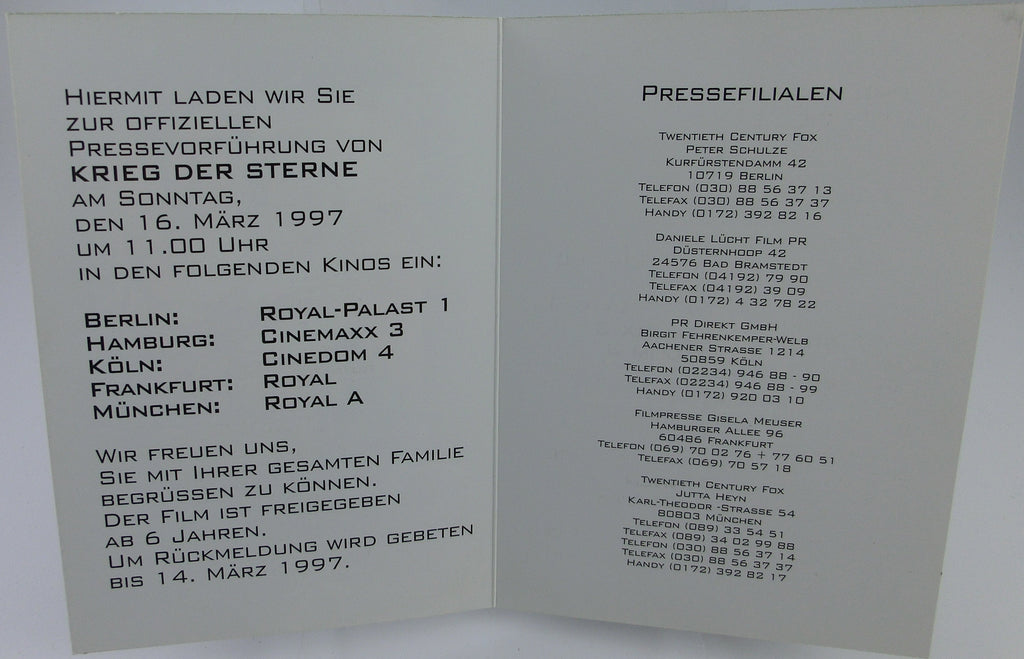 HIERMIT LADEN WIR SIE
ZUR OFFIZIELLEN
PRESSEVORFÜHRUNG VON
KRIEG DER STERNE
AM SONNTAG,
DEN 16. MÄRZ 1997
UM 11.00 UHR
IN DEN FOLGENDEN KINOS EIN:
BERLIN: ROYAL-PALAST 1
HAMBURG: CINEMAXX 3
KÖLN: CINEDOM 4
FRANKFURT: ROYAL
MÜNCHEN: ROYAL A
WIR FREUEN UNS,
SIE MIT IHRER GESAMTEN FAMILIE
BEGRÜSSEN ZU KÖNNEN.
DER FILM IST FREIGEGEBEN
AB 6 JAHREN.
UM RÜCKMELDUNG WIRD GEBETEN
BIS 14. MÄRZ 1997.
PRESSEFILIALEN
TWENTIETH CENTURY FOX
PETER SCHULZE
KURFÜRSTENDAMM 42
10719 BERLIN
TELEFON (030) 88 56 37 13
TELEFAX (030) 88 56 37 37
HANDY (0172) 392 82 16
DANIELE LÜCHT FILM PR
DÜSTERNHOOP 42
24576 BAD BRAMSTEDT
TELEFON (04192) 79 90
TELEFAX (04192) 39 09
HANDY (0172) 4 32 78 22
PR DIREKT GMBH
BIRGIT FEHRENKEMPER-WELB
AACHENER STRASSE 1214
50859 KÖLN
TELEFON (02234) 946 88 - 90
TELEFAX (02234) 946 88 - 99
HANDY (0172) 920 03 10
FILMPRESSE GISELA MEUSER
HAMBURGER ALLEE 96
60486 FRANKFURT
TELEFON (069) 70 02 76 + 77 60 51
TELEFAX (069) 70 57 18
TWENTIETH CENTURY FOX
JUTTA HEYN
KARL-THEODOR -STRASSE 54
80803 MÜNCHEN
TELEFON (089) 33 54 51
TELEFAX (089) 34 02 99 88
TELEFON (030) 88 56 37 14
TELEFAX (030) 88 56 37 37
HANDY (0172) 392 82 17